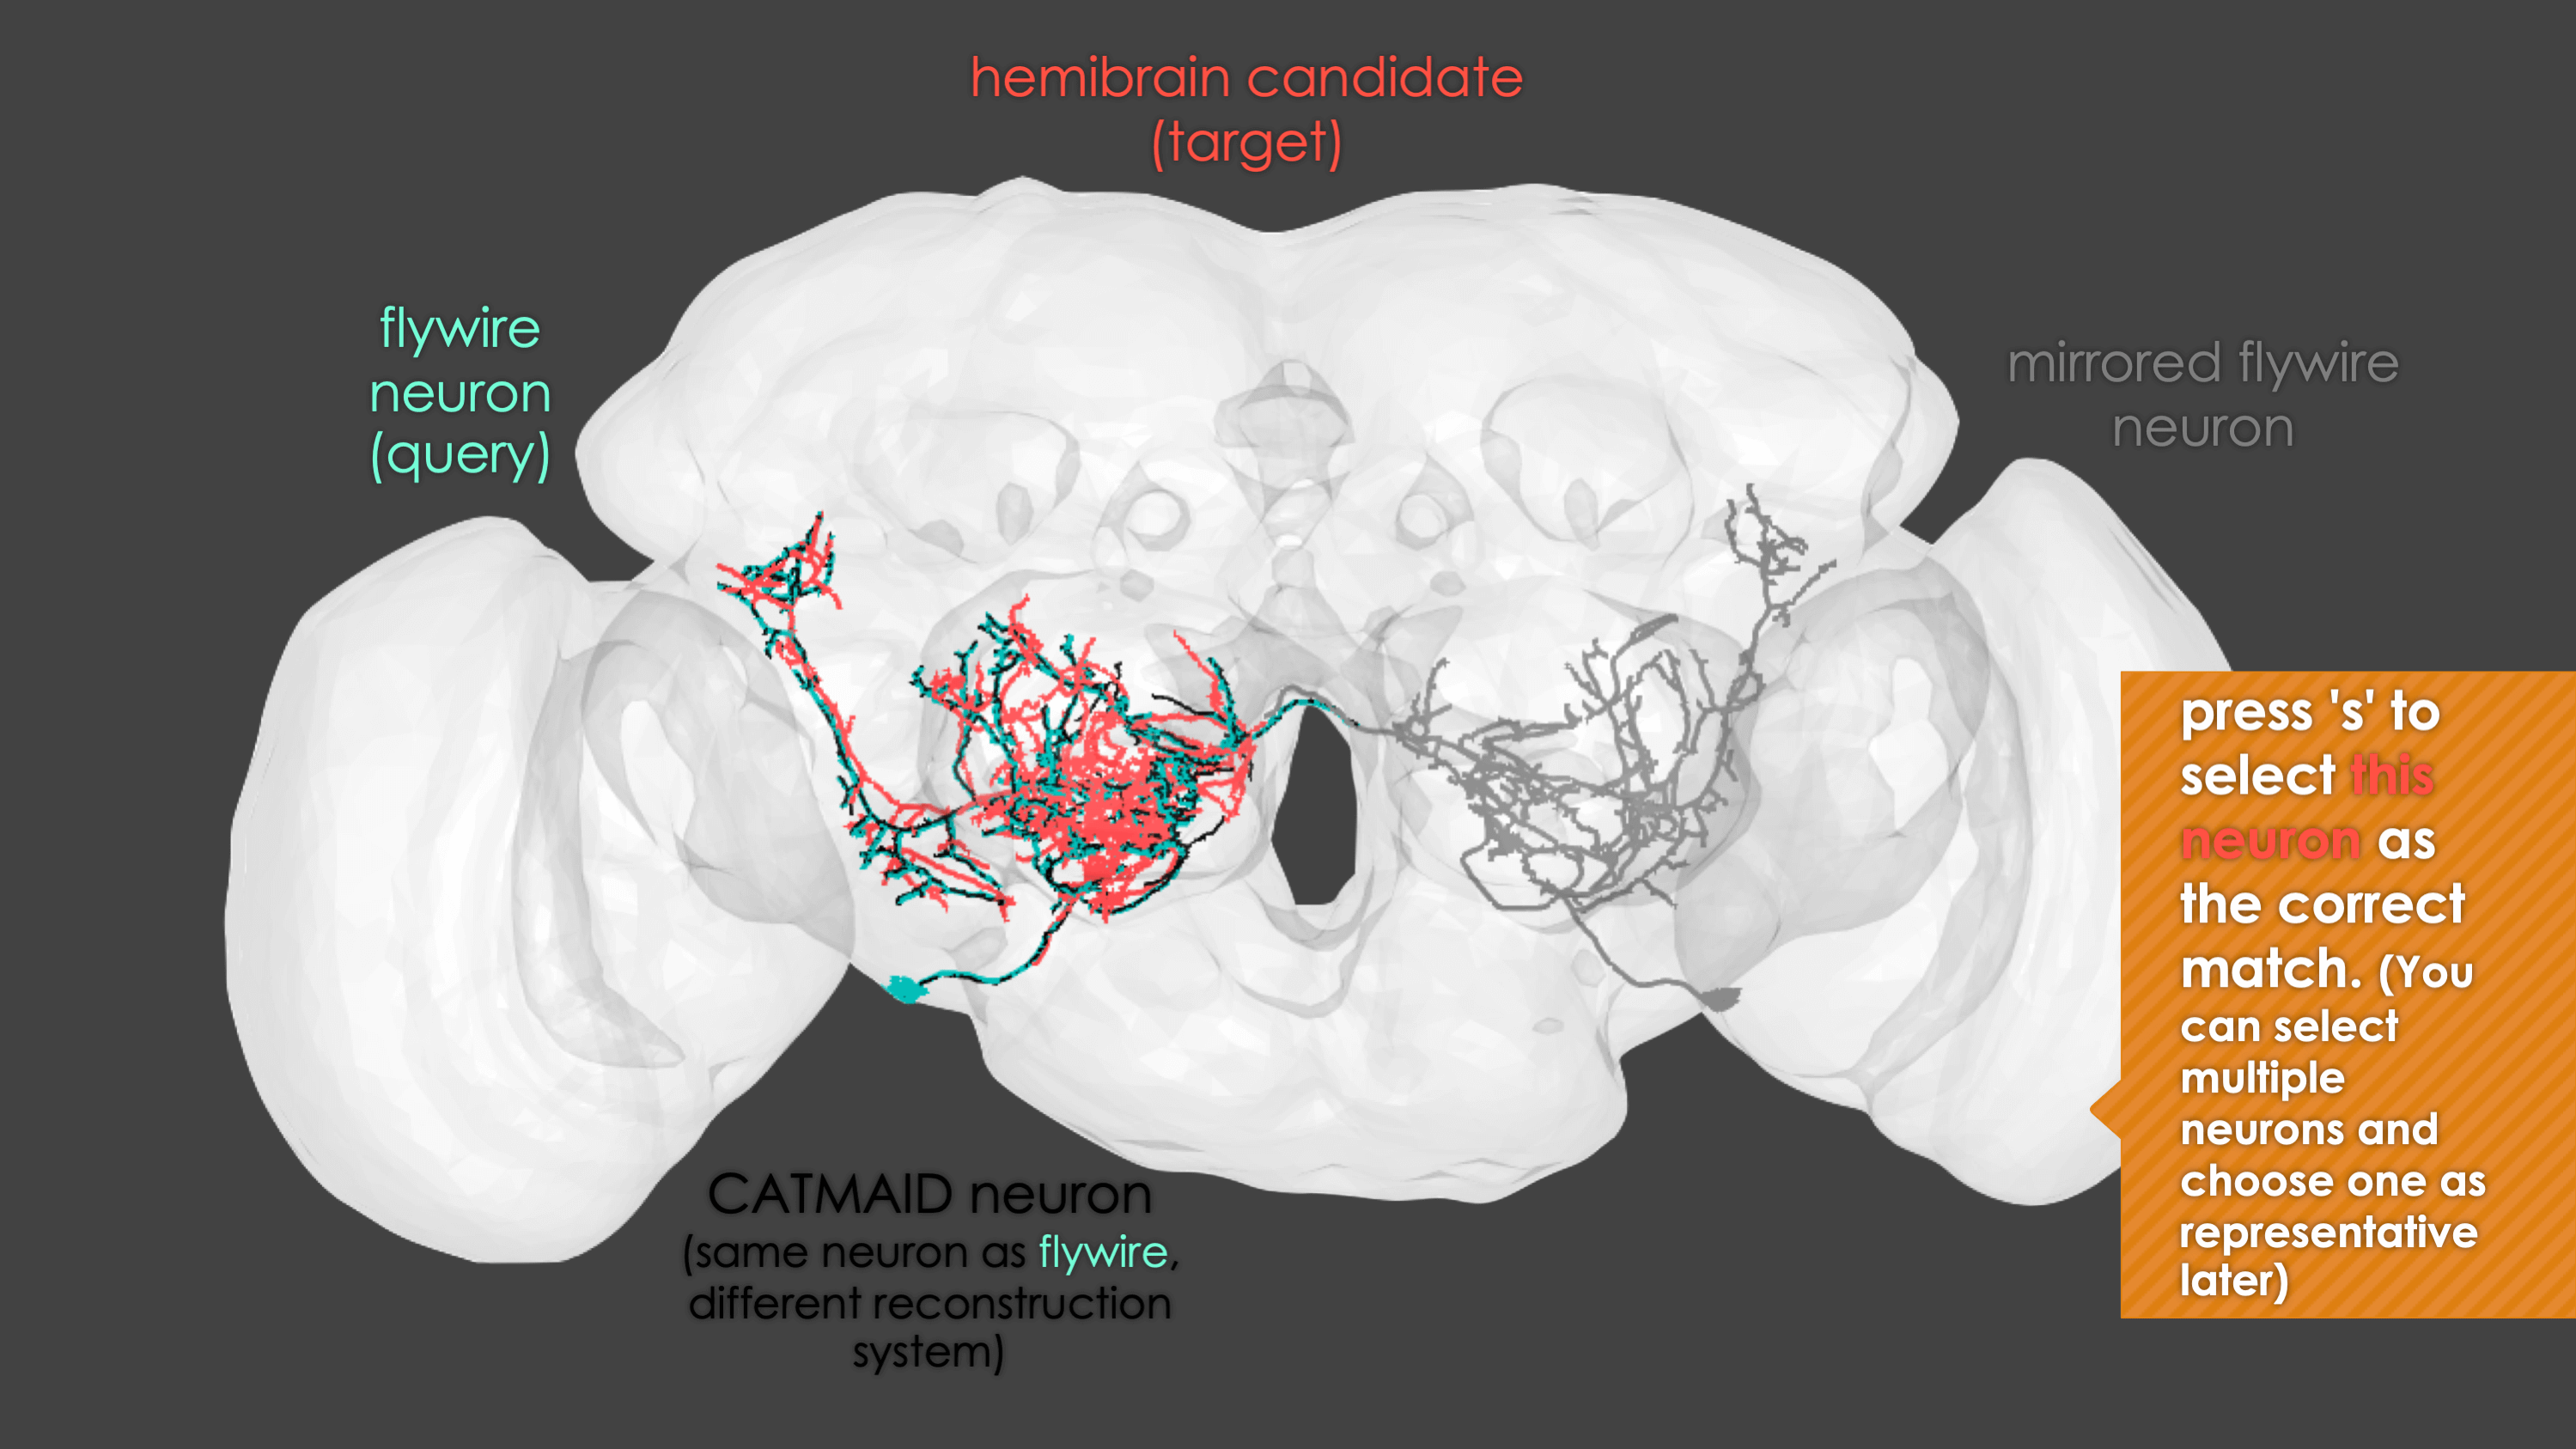 hemibrain candidate
(target)
flywire
neuron
(query)
mirrored flywire
neuron
press 's' to
select this
neuron as
the correct
match. (You
can select
multiple
neurons and
choose one as
representative
later)
CATMAID neuron
(same neuron as flywire,
different reconstruction
system)